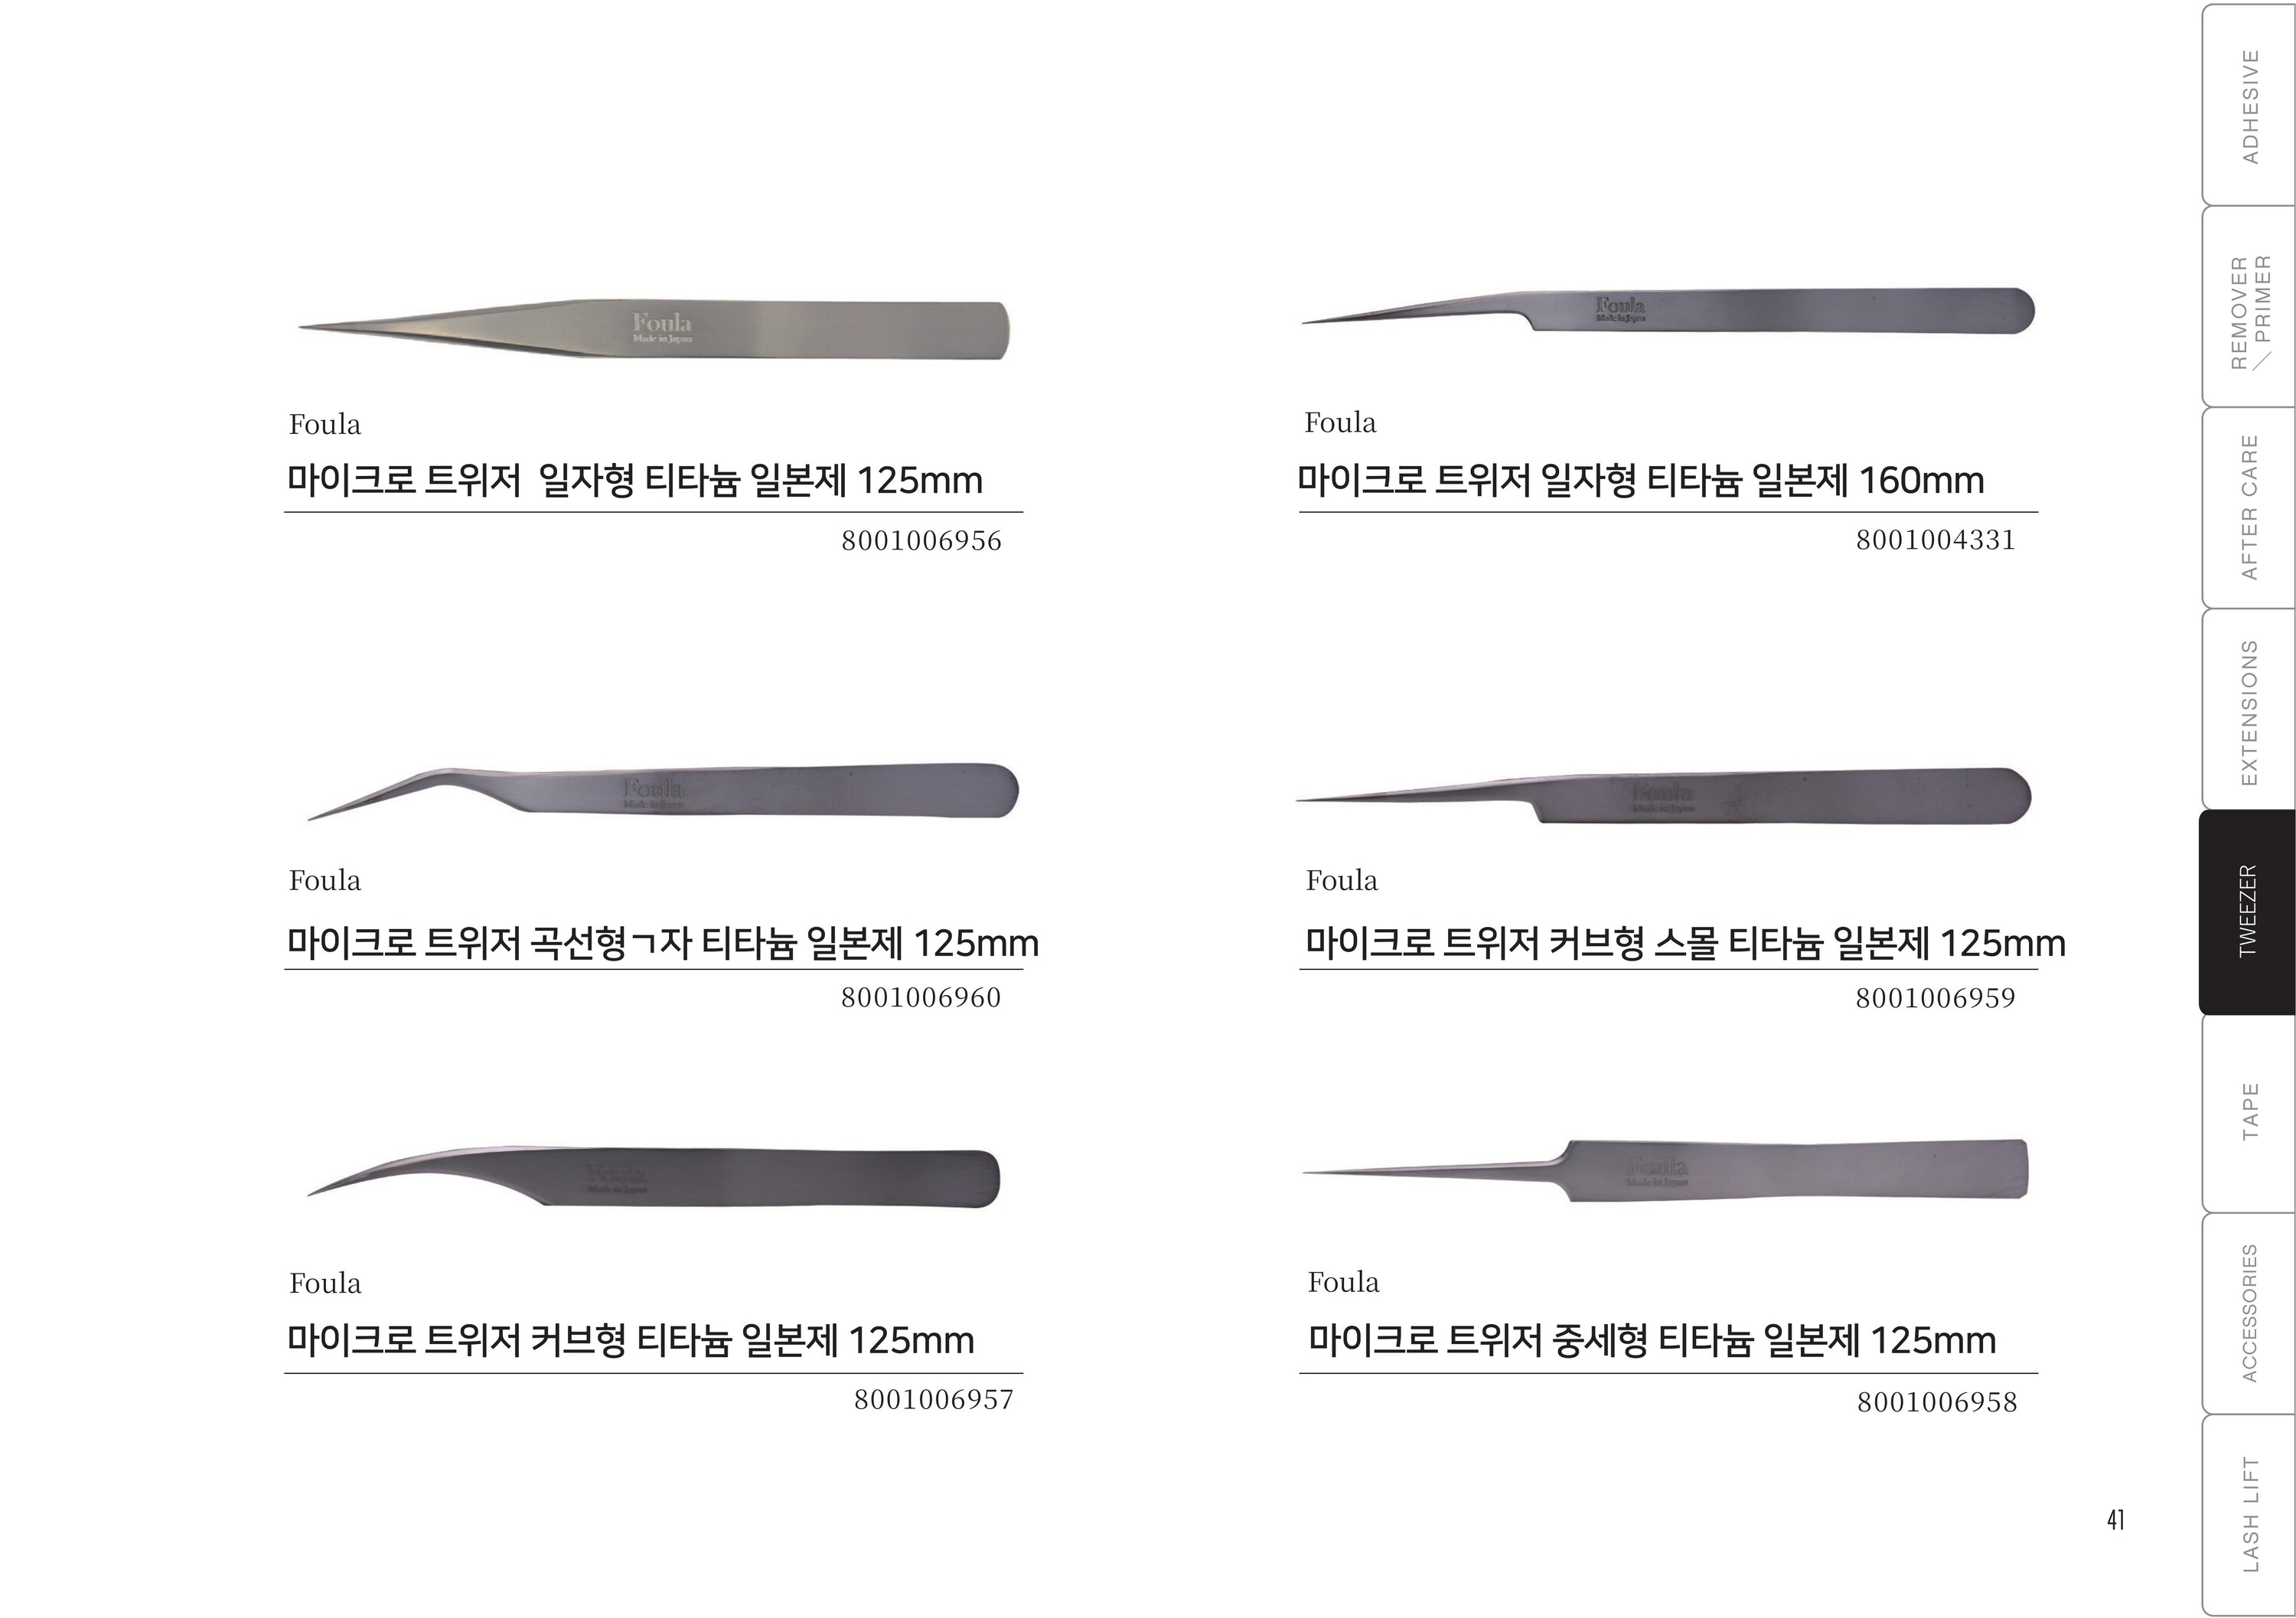 Foula
Made in Japan
Foula
마이크로 트위저  일자형 티타늄 일본제 125mm
8001006956
Foula
Made in Japan
Foula
마이크로 트위저 일자형 티타늄 일본제 160mm
8001004331
Foula
Made in Japan
Foula
마이크로 트위저 곡선형ㄱ자 티타늄 일본제 125mm
8001006960
Foula
Made in Japan
Foula
마이크로 트위저 커브형 스몰 티타늄 일본제 125mm
8001006959
Foula
Made in Japan
Foula
마이크로 트위저 커브형 티타늄 일본제 125mm
8001006957
Foula
Made in Japan
Foula
마이크로 트위저 중세형 티타늄 일본제 125mm
8001006958
ADHESIVE
REMOVER
/ PRIMER
AFTER CARE
EXTENSIONS
TWEEZER
TAPE
ACCESSORIES
LASH LIFT
41